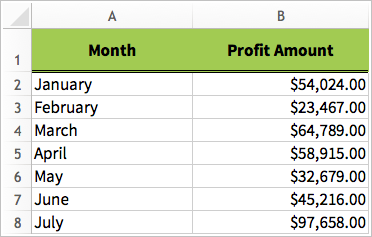 A B
1 Month Profit Amount
2 January $54,024.00
3 February $23,467.00
4 March $64,789.00
5 April $58,915.00
6 May $32,679.00
7 June $45,216.00
8 July $97,658.00